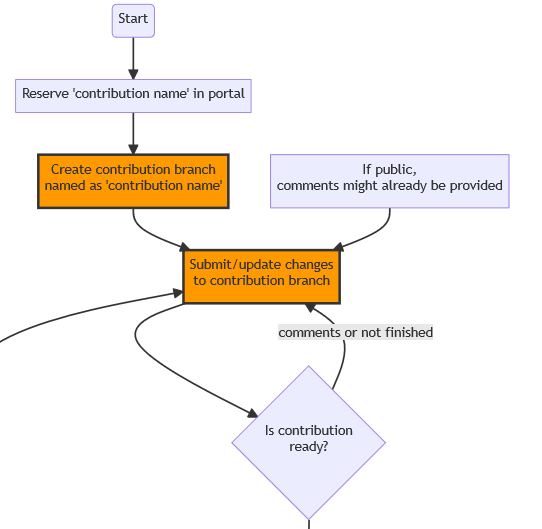 Start
Reserve 'contribution name' in portal
Create contribution branch
named as 'contribution name'
If public,
comments might already be provided
Submit/update changes
to contribution branch
comments or not finished
Is contribution
ready?